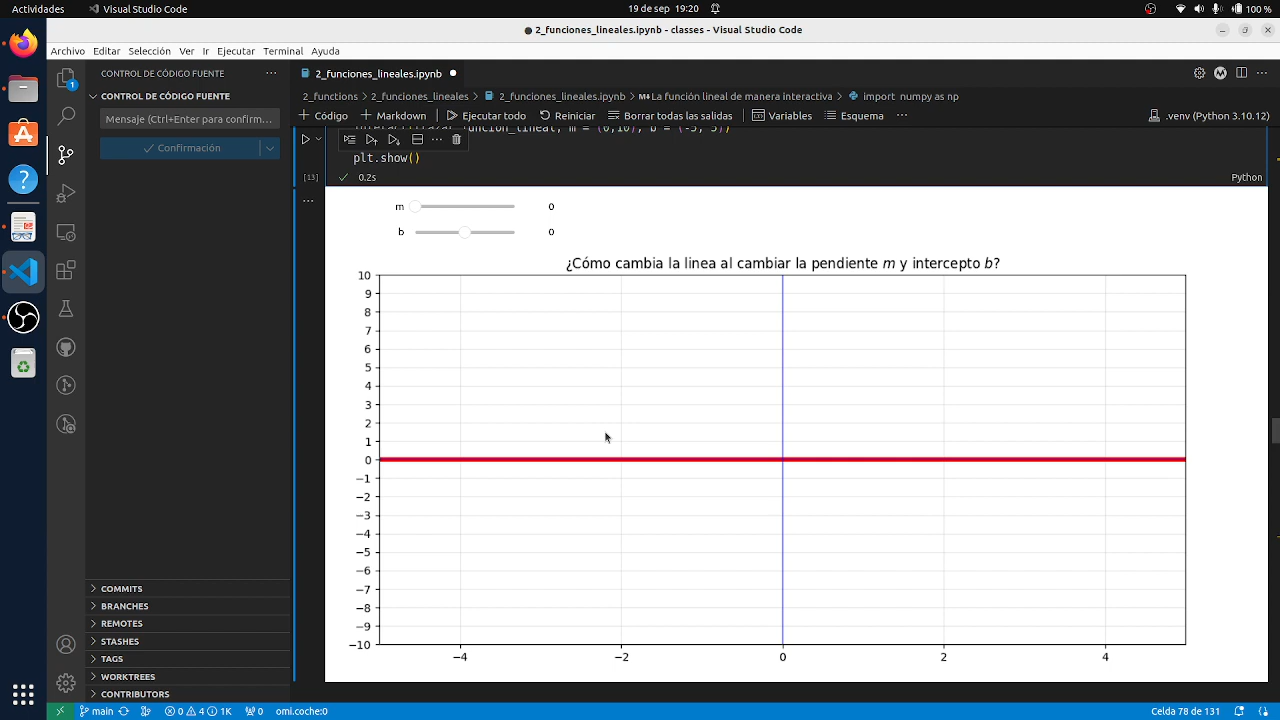 Actividades
Visual Studio Code
19 de sep 19:20
100 %
2_funciones_lineales.ipynb - classes - Visual Studio Code
Archivo Editar Selección Ver Ir Ejecutar Terminal Ayuda
CONTROL DE CÓDIGO FUENTE
2_funciones_lineales.ipynb
CONTROL DE CÓDIGO FUENTE
2_functions
2_funciones_lineales
2_funciones_lineales.ipynb
La función lineal de manera interactiva
import numpy as np
Mensaje (Ctrl+Enter para confirm...
Código
Markdown
Ejecutar todo
Reiniciar
Borrar todas las salidas
Variables
Esquema
.venv (Python 3.10.12)
Confirmación
funcion_lineal, m = (0,10), b = (-5, 5))
plt.show()
[13]
0.2s
Python
m 0
b 0
¿Cómo cambia la linea al cambiar la pendiente m y intercepto b?
10
9
8
7
6
5
4
3
2
1
0
−1
−2
−3
−4
−5
−6
−7
−8
−9
−10
−4 −2 0 2 4
COMMITS
BRANCHES
REMOTES
STASHES
TAGS
WORKTREES
CONTRIBUTORS
1
main
0
4
1K
0
omi.coche:0
Celda 78 de 131